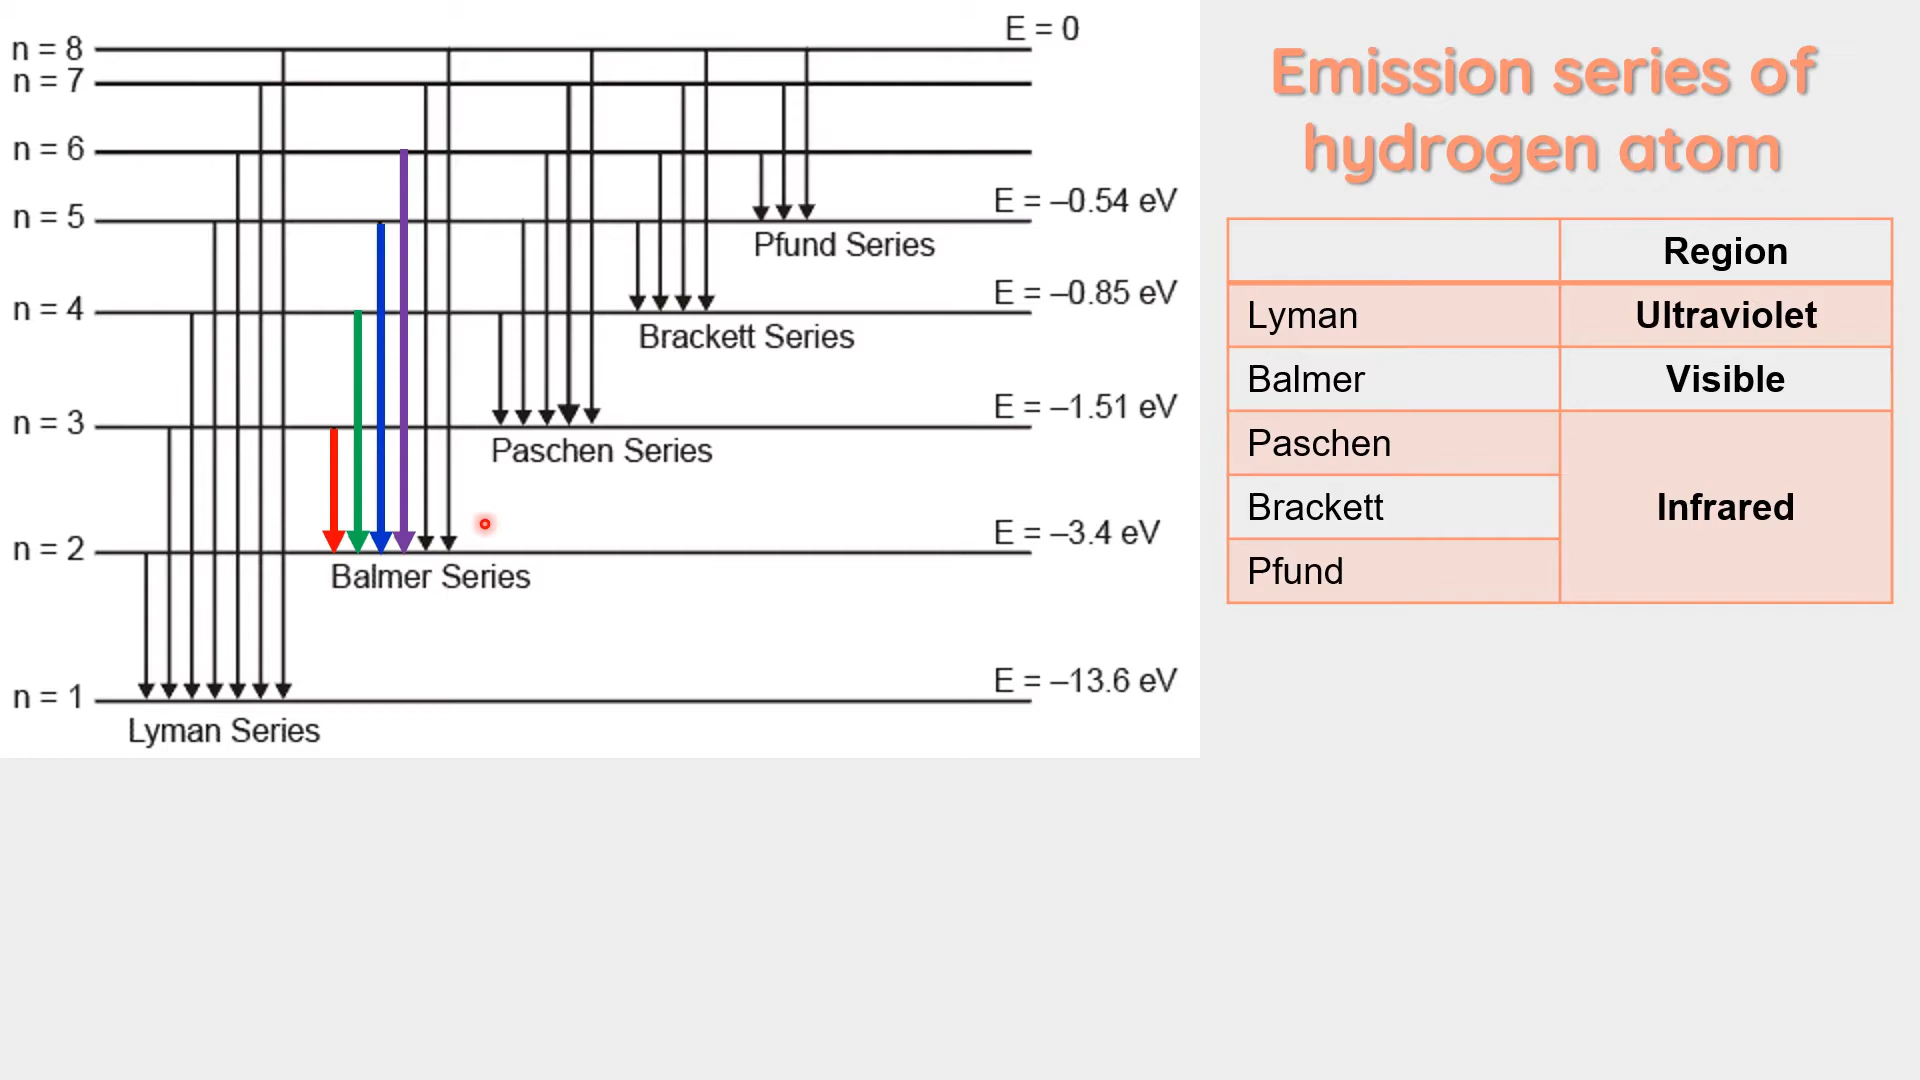 E = 0
n = 8
n = 7
n = 6
E = –0.54 eV
n = 5
Pfund Series
E = –0.85 eV
n = 4
Brackett Series
E = –1.51 eV
n = 3
Paschen Series
E = –3.4 eV
n = 2
Balmer Series
E = –13.6 eV
n = 1
Lyman Series
Emission series of
hydrogen atom
Region
Lyman Ultraviolet
Balmer Visible
Paschen
Brackett Infrared
Pfund